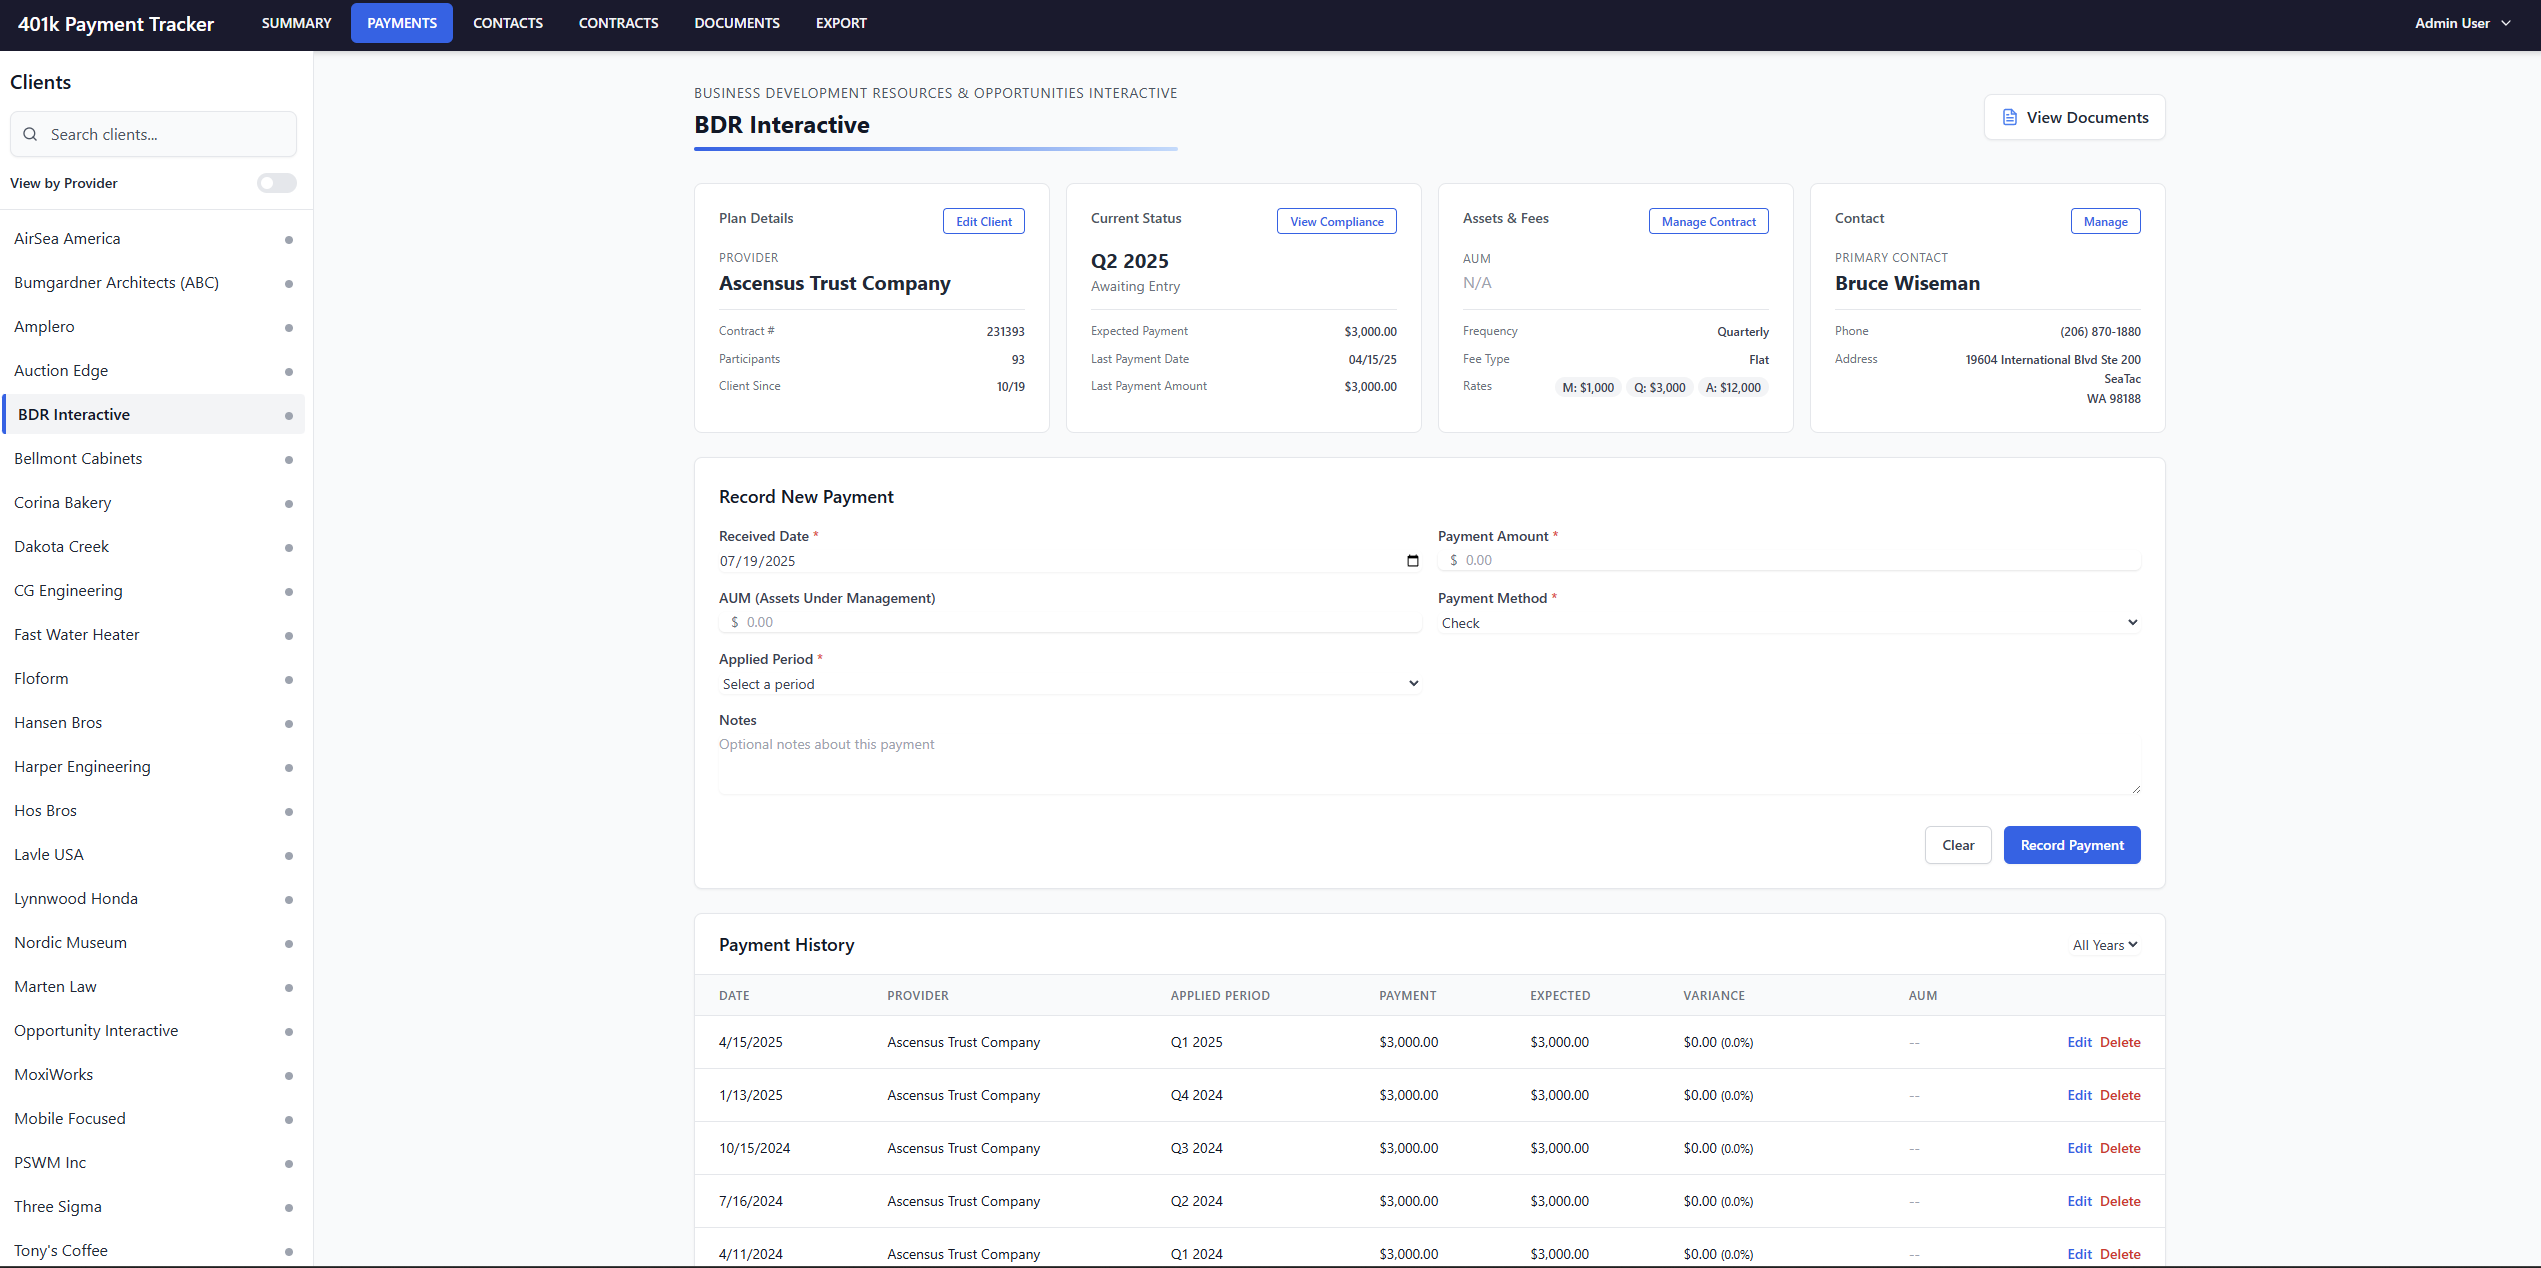 401k Payment Tracker SUMMARY PAYMENTS CONTACTS CONTRACTS DOCUMENTS EXPORT Admin User
Clients
Search clients...
View by Provider
AirSea America
Bumgardner Architects (ABC)
Amplero
Auction Edge
BDR Interactive
Bellmont Cabinets
Corina Bakery
Dakota Creek
CG Engineering
Fast Water Heater
Floform
Hansen Bros
Harper Engineering
Hos Bros
Lavle USA
Lynnwood Honda
Nordic Museum
Marten Law
Opportunity Interactive
MoxiWorks
Mobile Focused
PSWM Inc
Three Sigma
Tony's Coffee
BUSINESS DEVELOPMENT RESOURCES & OPPORTUNITIES INTERACTIVE
BDR Interactive
View Documents
Plan Details Edit Client
PROVIDER
Ascensus Trust Company
Contract # 231393
Participants 93
Client Since 10/19
Current Status View Compliance
Q2 2025
Awaiting Entry
Expected Payment $3,000.00
Last Payment Date 04/15/25
Last Payment Amount $3,000.00
Assets & Fees Manage Contract
AUM
N/A
Frequency Quarterly
Fee Type Flat
Rates M: $1,000 Q: $3,000 A: $12,000
Contact Manage
PRIMARY CONTACT
Bruce Wiseman
Phone (206) 870-1880
Address 19604 International Blvd Ste 200
SeaTac
WA 98188
Record New Payment
Received Date * Payment Amount *
07/19/2025 $ 0.00
AUM (Assets Under Management) Payment Method *
$ 0.00 Check
Applied Period *
Select a period
Notes
Optional notes about this payment
Clear Record Payment
Payment History All Years
DATE PROVIDER APPLIED PERIOD PAYMENT EXPECTED VARIANCE AUM
4/15/2025 Ascensus Trust Company Q1 2025 $3,000.00 $3,000.00 $0.00 (0.0%) -- Edit Delete
1/13/2025 Ascensus Trust Company Q4 2024 $3,000.00 $3,000.00 $0.00 (0.0%) -- Edit Delete
10/15/2024 Ascensus Trust Company Q3 2024 $3,000.00 $3,000.00 $0.00 (0.0%) -- Edit Delete
7/16/2024 Ascensus Trust Company Q2 2024 $3,000.00 $3,000.00 $0.00 (0.0%) -- Edit Delete
4/11/2024 Ascensus Trust Company Q1 2024 $3,000.00 $3,000.00 $0.00 (0.0%) -- Edit Delete